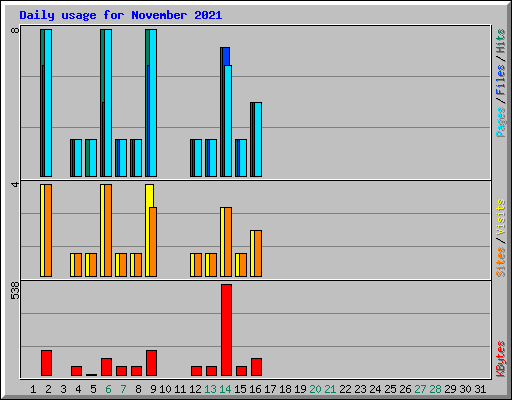 Daily usage for November 2021
8
Pages / Files / Hits
4
Sites / Visits
538
KBytes
1 2 3 4 5 6 7 8 9 10 11 12 13 14 15 16 17 18 19 20 21 22 23 24 25 26 27 28 29 30 31